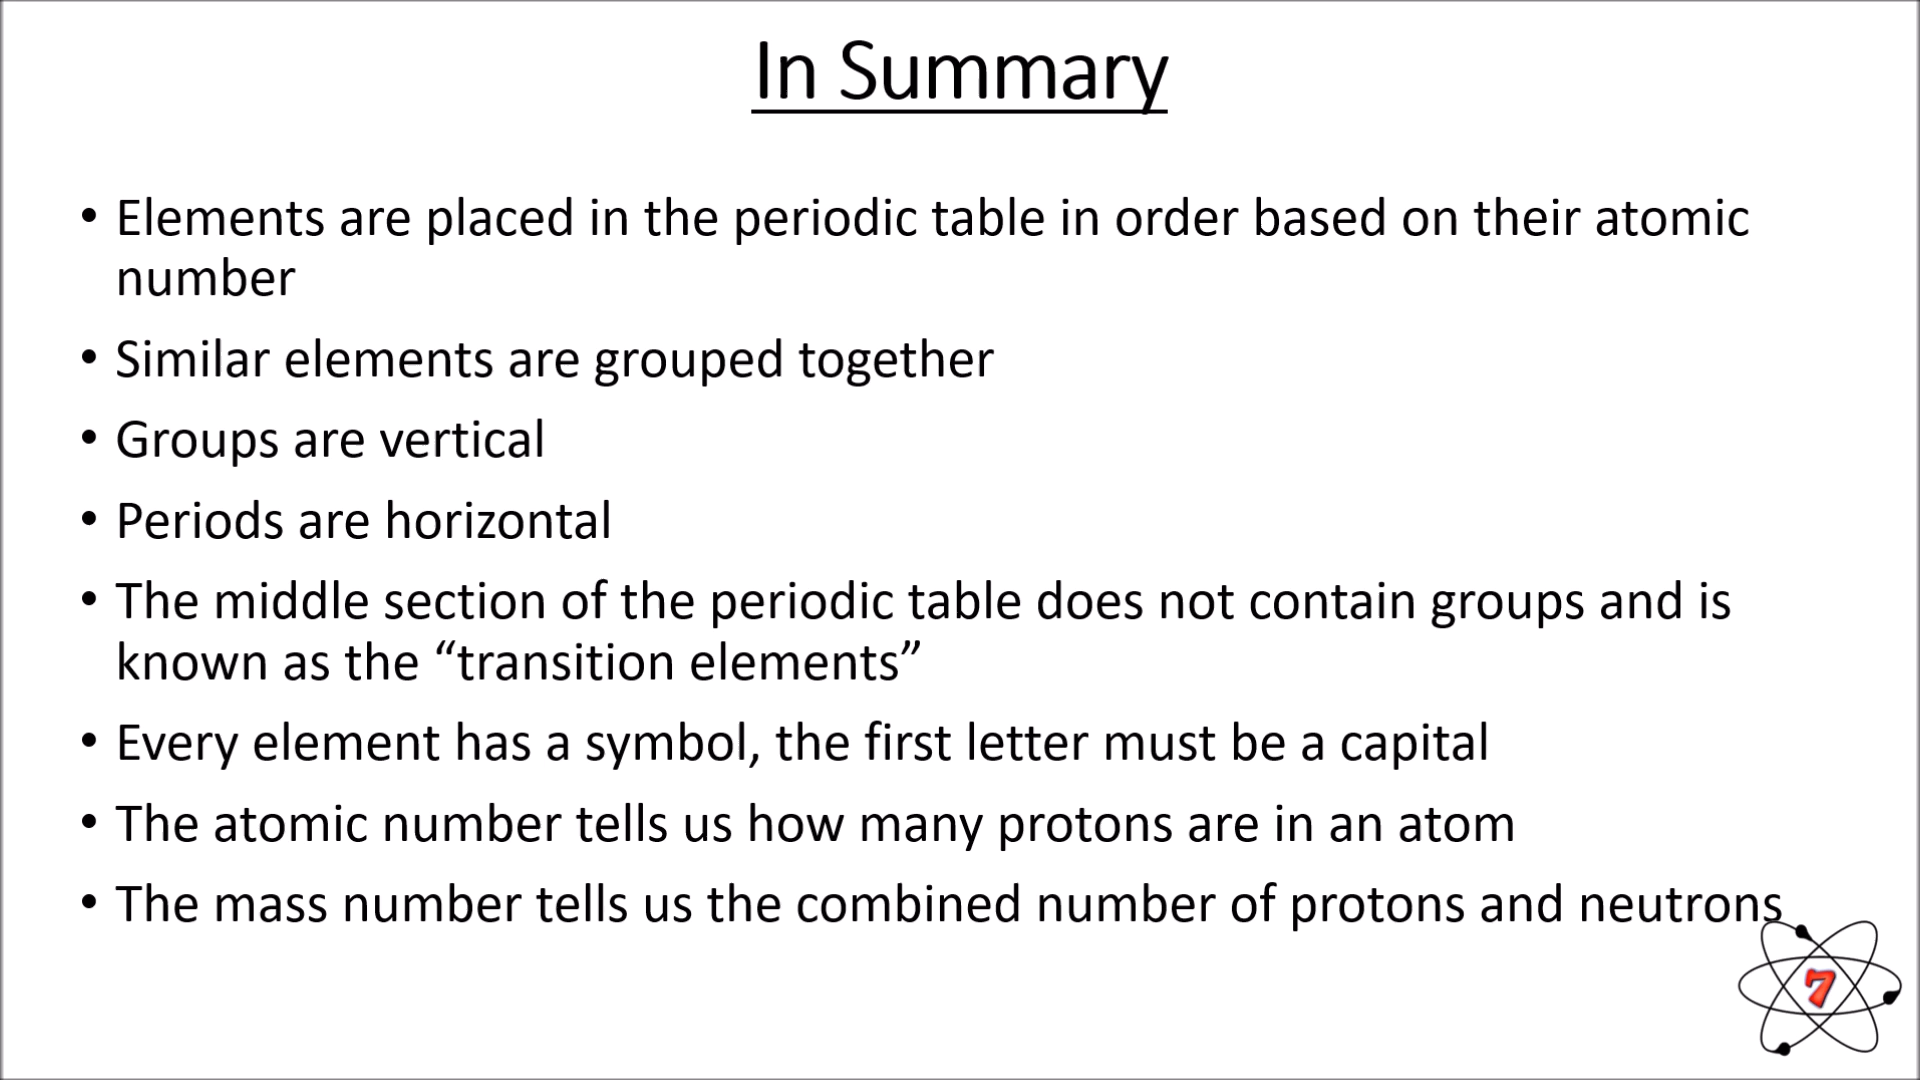 In Summary
• Elements are placed in the periodic table in order based on their atomic
number
• Similar elements are grouped together
• Groups are vertical
• Periods are horizontal
• The middle section of the periodic table does not contain groups and is
known as the “transition elements”
• Every element has a symbol, the first letter must be a capital
• The atomic number tells us how many protons are in an atom
• The mass number tells us the combined number of protons and neutrons
7